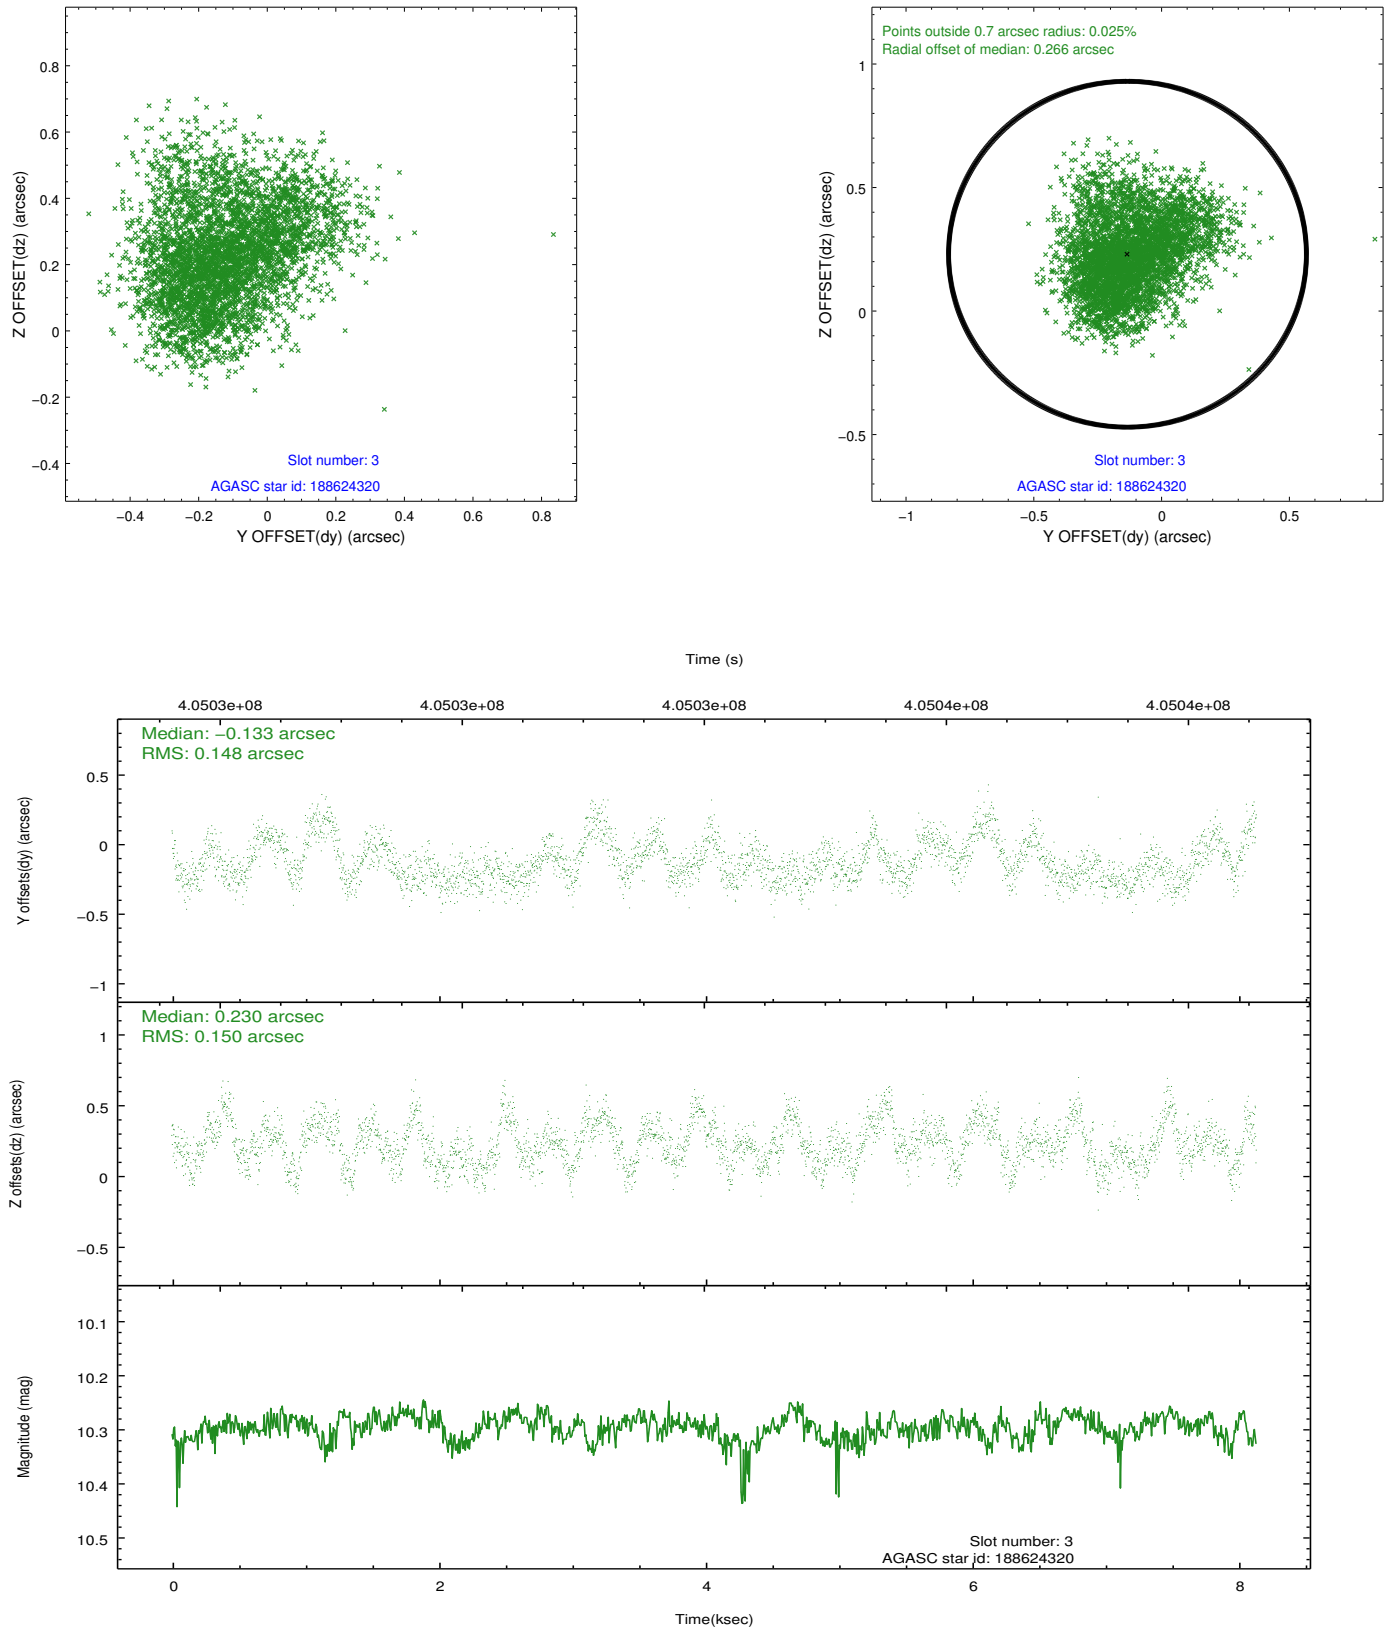 0.8
0.6
0.4
0.2
0
−0.2
−0.4
Z OFFSET(dz) (arcsec)
Slot number: 3
AGASC star id: 188624320
−0.4 −0.2 0 0.2 0.4 0.6 0.8
Y OFFSET(dy) (arcsec)
Points outside 0.7 arcsec radius: 0.025%
Radial offset of median: 0.266 arcsec
1
0.5
0
−0.5
Z OFFSET(dz) (arcsec)
Slot number: 3
AGASC star id: 188624320
−1 −0.5 0 0.5
Y OFFSET(dy) (arcsec)
Time (s)
4.0503e+08 4.0503e+08 4.0503e+08 4.0504e+08 4.0504e+08
Median: −0.133 arcsec
RMS: 0.148 arcsec
0.5
0
−0.5
−1
Y offsets(dy) (arcsec)
Median: 0.230 arcsec
RMS: 0.150 arcsec
1
0.5
0
−0.5
Z offsets(dz) (arcsec)
10.1
10.2
10.3
10.4
10.5
Magnitude (mag)
Slot number: 3
AGASC star id: 188624320
0 2 4 6 8
Time(ksec)